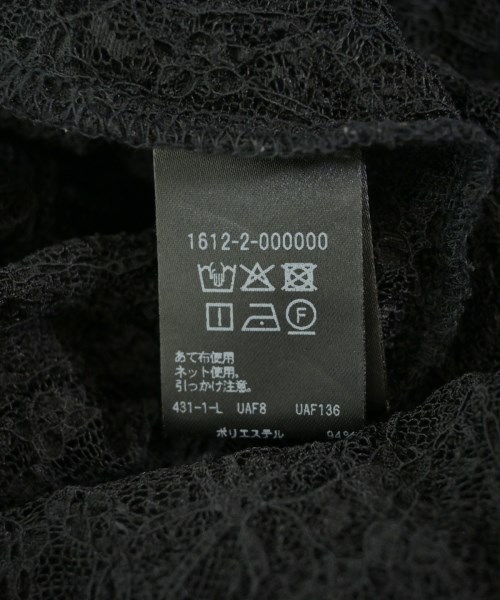 1612-2-000000
F
あて布使用
ネット使用。
引っかけ注意。
431-1-L UAF8 UAF136
ポリエステル 94%